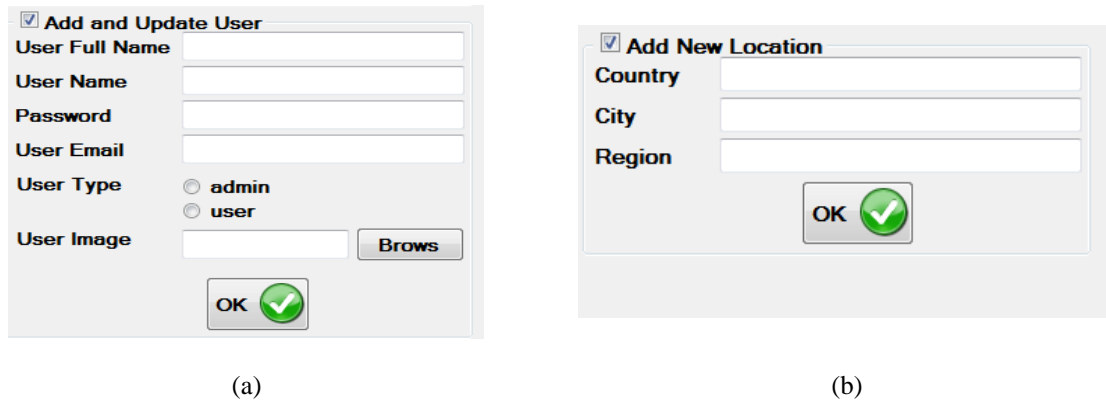 Add and Update User
User Full Name
User Name
Password
User Email
User Type
admin
user
User Image
Brows
OK
(a)
Add New Location
Country
City
Region
OK
(b)